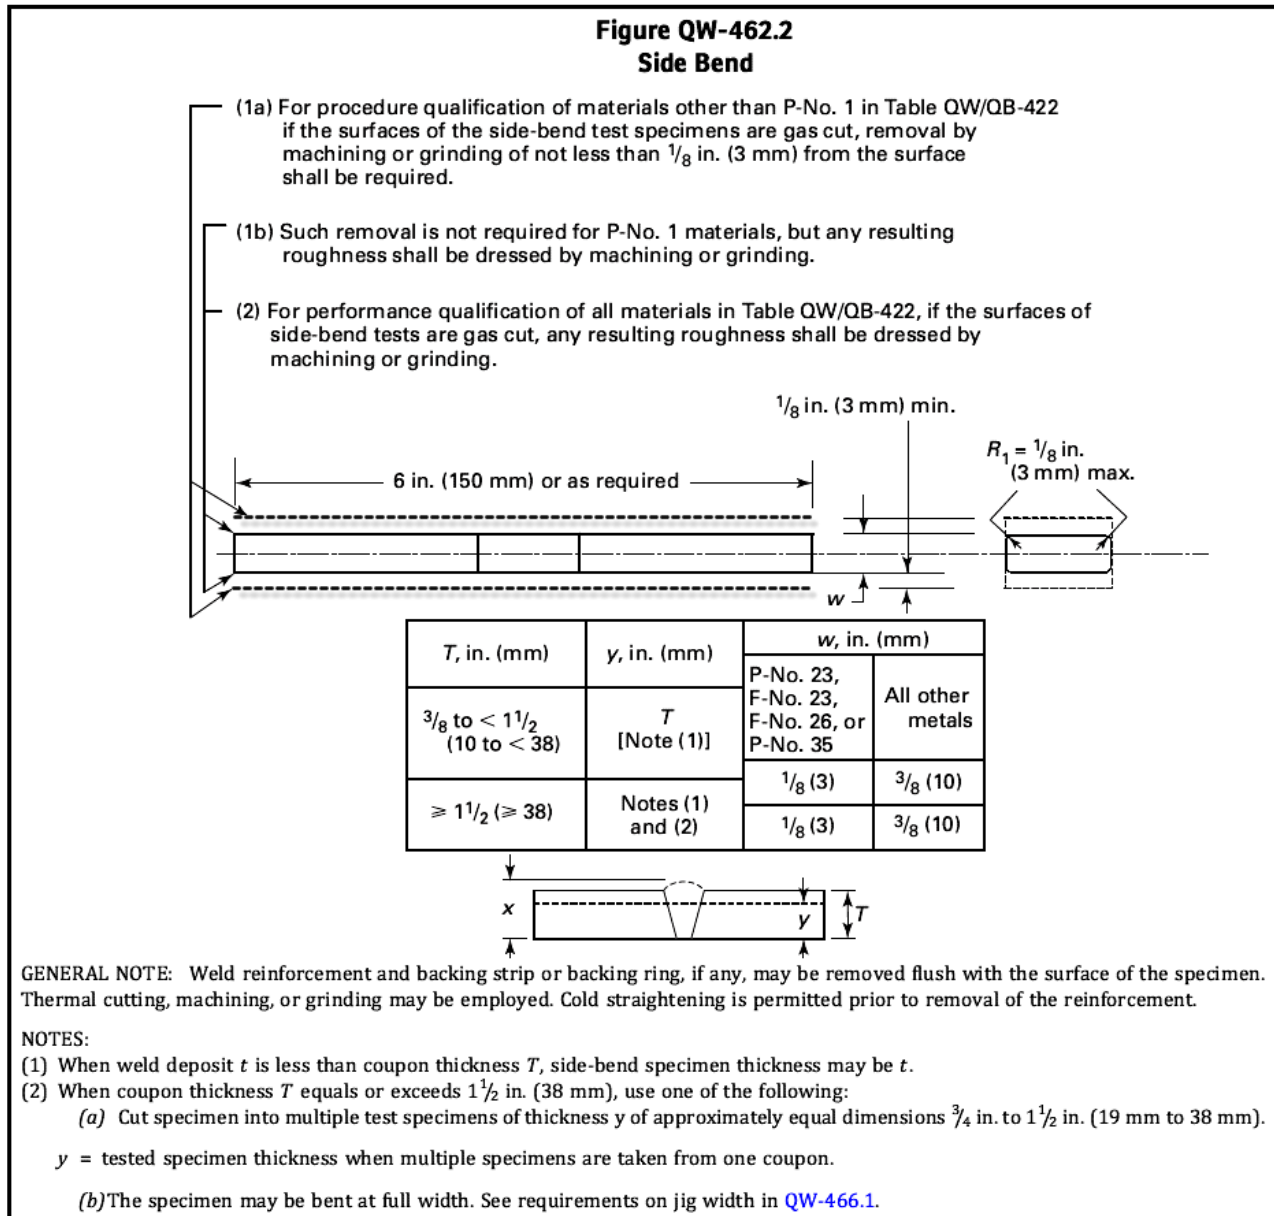 Figure QW-462.2
Side Bend
(1a) For procedure qualification of materials other than P-No. 1 in Table QW/QB-422
if the surfaces of the side-bend test specimens are gas cut, removal by
machining or grinding of not less than 1/8 in. (3 mm) from the surface
shall be required.
(1b) Such removal is not required for P-No. 1 materials, but any resulting
roughness shall be dressed by machining or grinding.
(2) For performance qualification of all materials in Table QW/QB-422, if the surfaces of
side-bend tests are gas cut, any resulting roughness shall be dressed by
machining or grinding.
1/8 in. (3 mm) min.
R1 = 1/8 in.
(3 mm) max.
6 in. (150 mm) or as required
w
T, in. (mm)
y, in. (mm)
w, in. (mm)
P-No. 23,
F-No. 23,
F-No. 26, or
P-No. 35
All other
metals
3/8 to < 1 1/2
(10 to < 38)
T
[Note (1)]
1/8 (3)
3/8 (10)
≥ 1 1/2 (≥ 38)
Notes (1)
and (2)
1/8 (3)
3/8 (10)
x
y
T
GENERAL NOTE: Weld reinforcement and backing strip or backing ring, if any, may be removed flush with the surface of the specimen.
Thermal cutting, machining, or grinding may be employed. Cold straightening is permitted prior to removal of the reinforcement.
NOTES:
(1) When weld deposit t is less than coupon thickness T, side-bend specimen thickness may be t.
(2) When coupon thickness T equals or exceeds 1 1/2 in. (38 mm), use one of the following:
(a) Cut specimen into multiple test specimens of thickness y of approximately equal dimensions 3/4 in. to 1 1/2 in. (19 mm to 38 mm).
y = tested specimen thickness when multiple specimens are taken from one coupon.
(b)The specimen may be bent at full width. See requirements on jig width in QW-466.1.